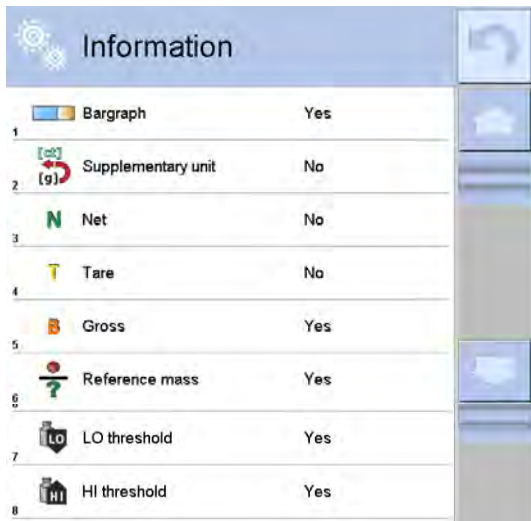 Information
1 Bargraph Yes
2 [ct] [g] Supplementary unit No
3 N Net No
4 T Tare No
5 B Gross Yes
6 ? Reference mass Yes
7 LO LO threshold Yes
8 HI HI threshold Yes